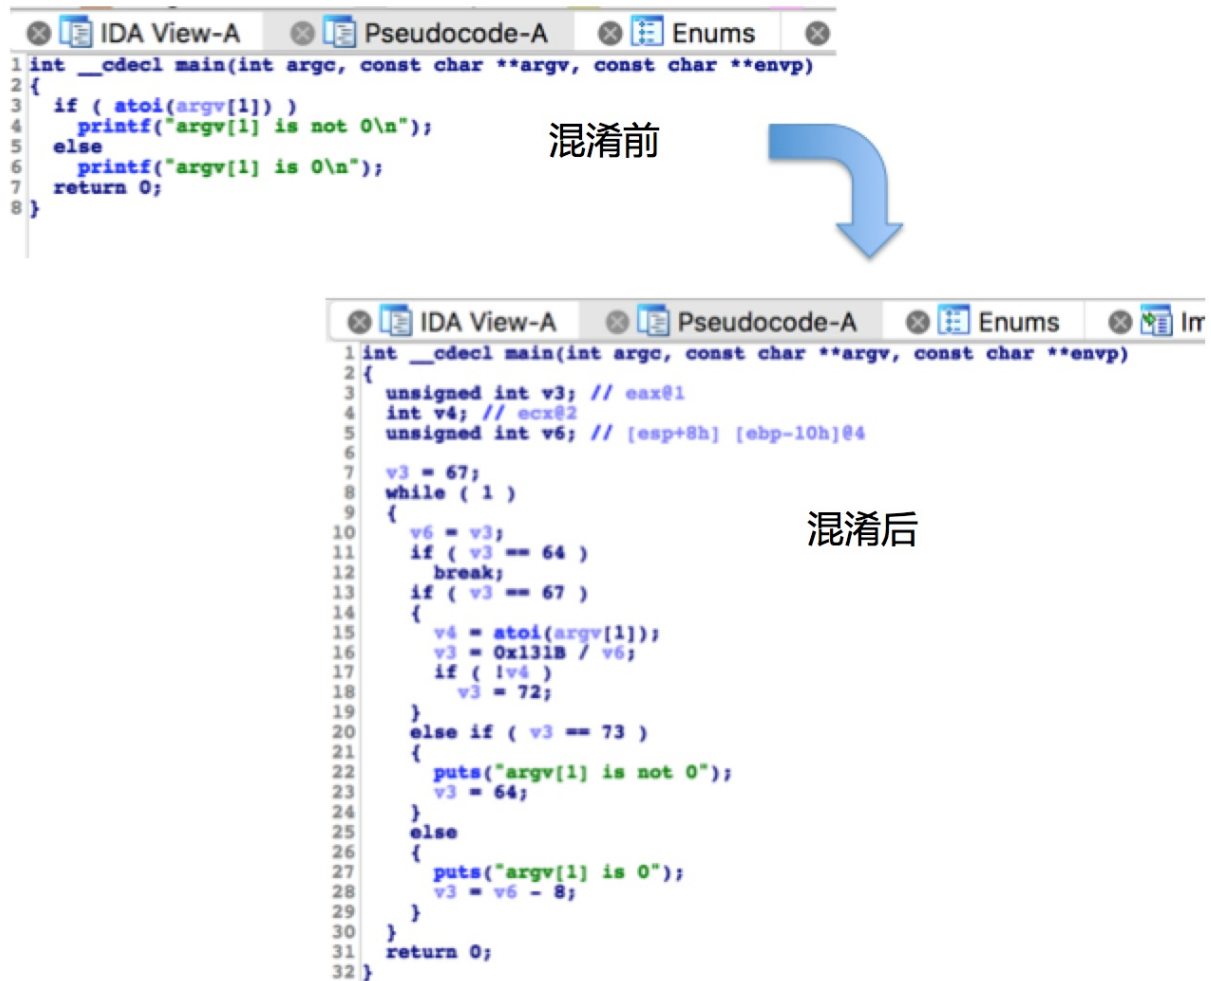 IDA View-A Pseudocode-A Enums
1 int __cdecl main(int argc, const char **argv, const char **envp)
2 {
3 if ( atoi(argv[1]) )
4 printf("argv[1] is not 0\n");
5 else
6 printf("argv[1] is 0\n");
7 return 0;
8 }
混淆前
IDA View-A Pseudocode-A Enums Im
1 int __cdecl main(int argc, const char **argv, const char **envp)
2 {
3 unsigned int v3; // eax@1
4 int v4; // ecx@2
5 unsigned int v6; // [esp+8h] [ebp-10h]@4
6
7 v3 = 67;
8 while ( 1 )
9 {
10 v6 = v3;
11 if ( v3 == 64 )
12 break;
13 if ( v3 == 67 )
14 {
15 v4 = atoi(argv[1]);
16 v3 = 0x131B / v6;
17 if ( !v4 )
18 v3 = 72;
19 }
20 else if ( v3 == 73 )
21 {
22 puts("argv[1] is not 0");
23 v3 = 64;
24 }
25 else
26 {
27 puts("argv[1] is 0");
28 v3 = v6 - 8;
29 }
30 }
31 return 0;
32 }
混淆后